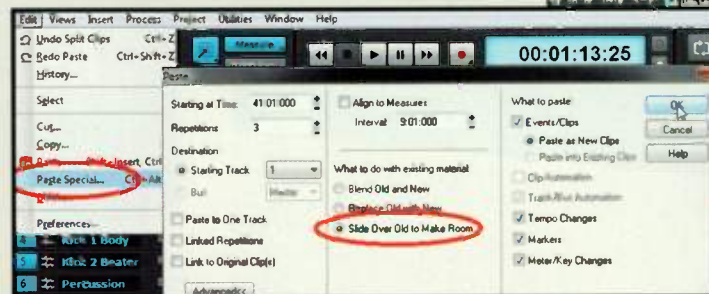 Edit Views Insert Process Project Utilities Window Help
Undo Split Clips Ctrl+Z
Redo Paste Ctrl+Shift+Z
History...
Select
Cut...
Copy...
Insert, Ctrl
Paste Special... Ctrl+Alt
Preferences
Measure
00:01:13:25
Paste
Starting at Time: 41:01:000
Repetitions 3
Destination
Starting Track 1
Bus
Paste to One Track
Linked Repetitions
Link to Original Clip(s)
Advanced<<
Align to Measures
Interval: 9:01:000
What to do with existing material
Blend Old and New
Replace Old with New
Slide Over Old to Make Room
What to paste
Events/Clips
Paste as New Clips
Paste into Existing Clips
Clip Automation
Track/Bus Automation
Tempo Changes
Markers
Meter/Key Changes
OK
Cancel
Help
4 Kick 1 Body
5 Kick 2 Beater
6 Percussion